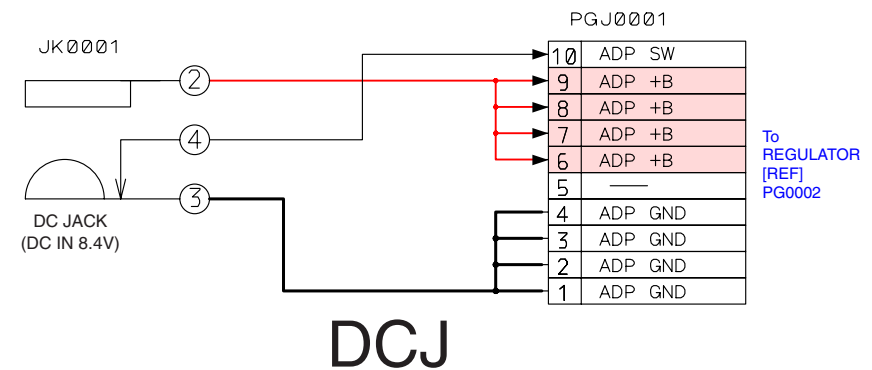 PGJ0001
JK0001
10 ADP SW
2
9 ADP +B
8 ADP +B
4
7 ADP +B
6 ADP +B
To
REGULATOR
[REF]
PG0002
5
3
4 ADP GND
3 ADP GND
2 ADP GND
1 ADP GND
DC JACK
(DC IN 8.4V)
DCJ